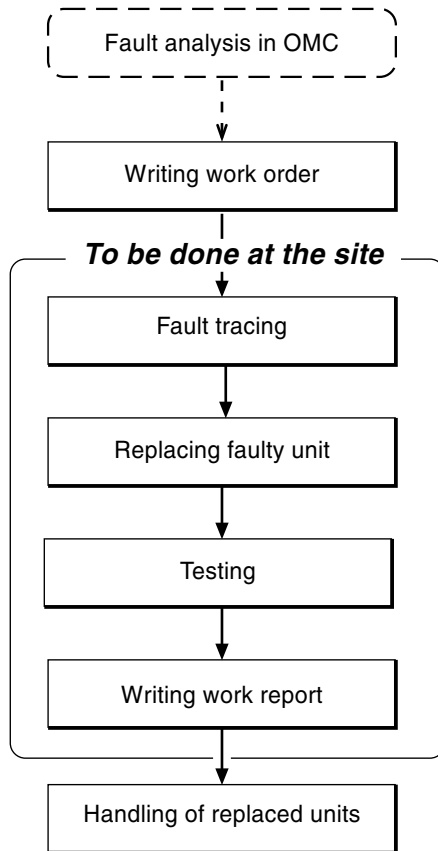 Fault analysis in OMC
Writing work order
To be done at the site
Fault tracing
Replacing faulty unit
Testing
Writing work report
Handling of replaced units